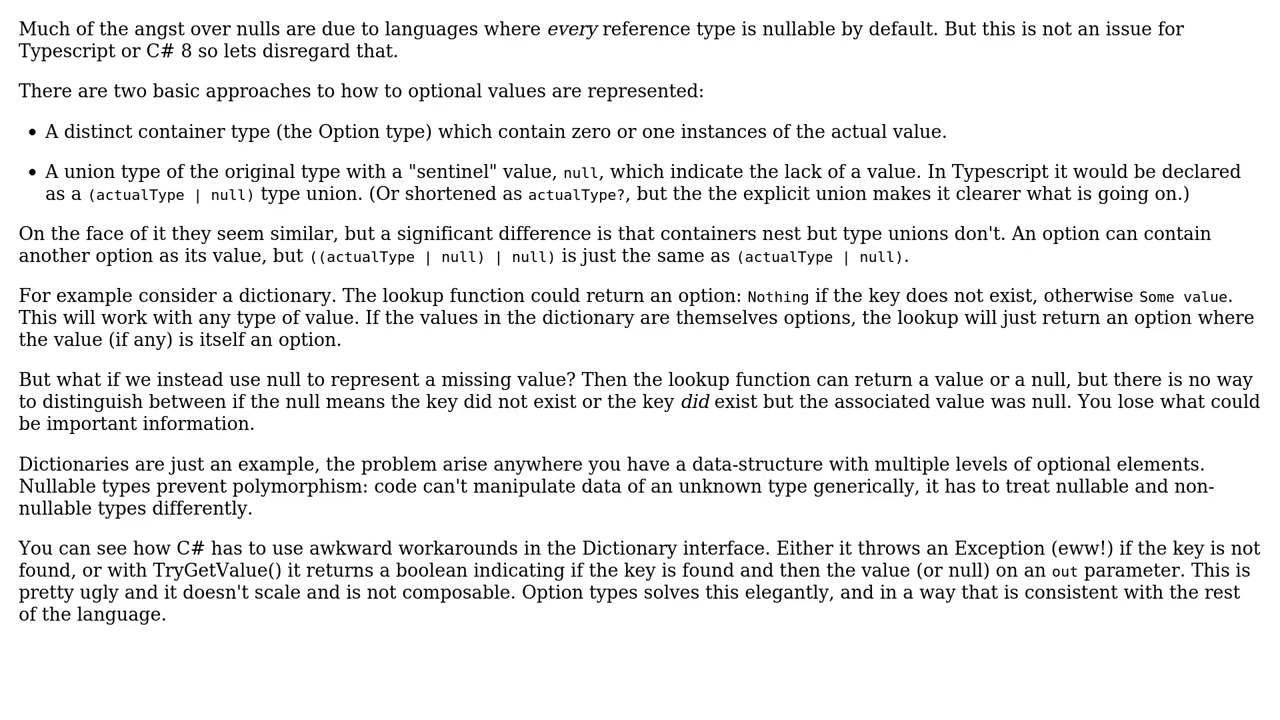 Much of the angst over nulls are due to languages where every reference type is nullable by default. But this is not an issue for
Typescript or C# 8 so lets disregard that.
There are two basic approaches to how to optional values are represented:
• A distinct container type (the Option type) which contain zero or one instances of the actual value.
• A union type of the original type with a "sentinel" value, null, which indicate the lack of a value. In Typescript it would be declared
as a (actualType | null) type union. (Or shortened as actualType?, but the the explicit union makes it clearer what is going on.)
On the face of it they seem similar, but a significant difference is that containers nest but type unions don't. An option can contain
another option as its value, but ((actualType | null) | null) is just the same as (actualType | null).
For example consider a dictionary. The lookup function could return an option: Nothing if the key does not exist, otherwise Some value.
This will work with any type of value. If the values in the dictionary are themselves options, the lookup will just return an option where
the value (if any) is itself an option.
But what if we instead use null to represent a missing value? Then the lookup function can return a value or a null, but there is no way
to distinguish between if the null means the key did not exist or the key did exist but the associated value was null. You lose what could
be important information.
Dictionaries are just an example, the problem arise anywhere you have a data-structure with multiple levels of optional elements.
Nullable types prevent polymorphism: code can't manipulate data of an unknown type generically, it has to treat nullable and non-
nullable types differently.
You can see how C# has to use awkward workarounds in the Dictionary interface. Either it throws an Exception (eww!) if the key is not
found, or with TryGetValue() it returns a boolean indicating if the key is found and then the value (or null) on an out parameter. This is
pretty ugly and it doesn't scale and is not composable. Option types solves this elegantly, and in a way that is consistent with the rest
of the language.